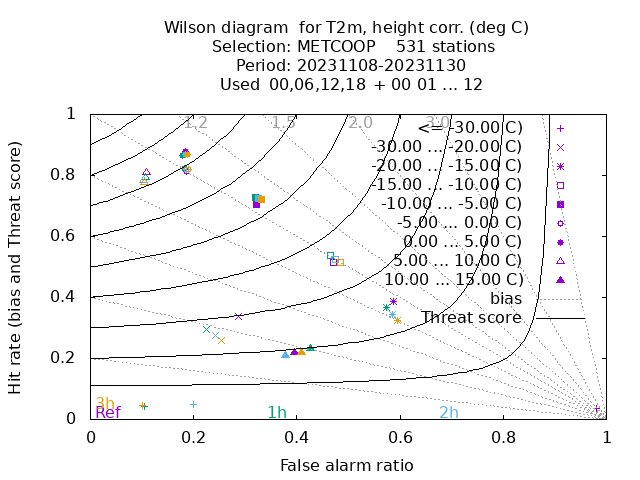 Wilson diagram  for T2m, height corr. (deg C)
Selection: METCOOP    531 stations
Period: 20231108-20231130
Used  00,06,12,18  + 00 01 ... 12
1
0.8
0.6
0.4
0.2
0
0
0.2
0.4
0.6
0.8
1
Hit rate (bias and Threat score)
False alarm ratio
1.2
1.5
2.0
3.0
<= -30.00 C)
-30.00 ... -20.00 C)
-20.00 ... -15.00 C)
-15.00 ... -10.00 C)
-10.00 ... -5.00 C)
-5.00 ... 0.00 C)
0.00 ... 5.00 C)
5.00 ... 10.00 C)
10.00 ... 15.00 C)
bias
Threat score
3h
Ref
1h
2h